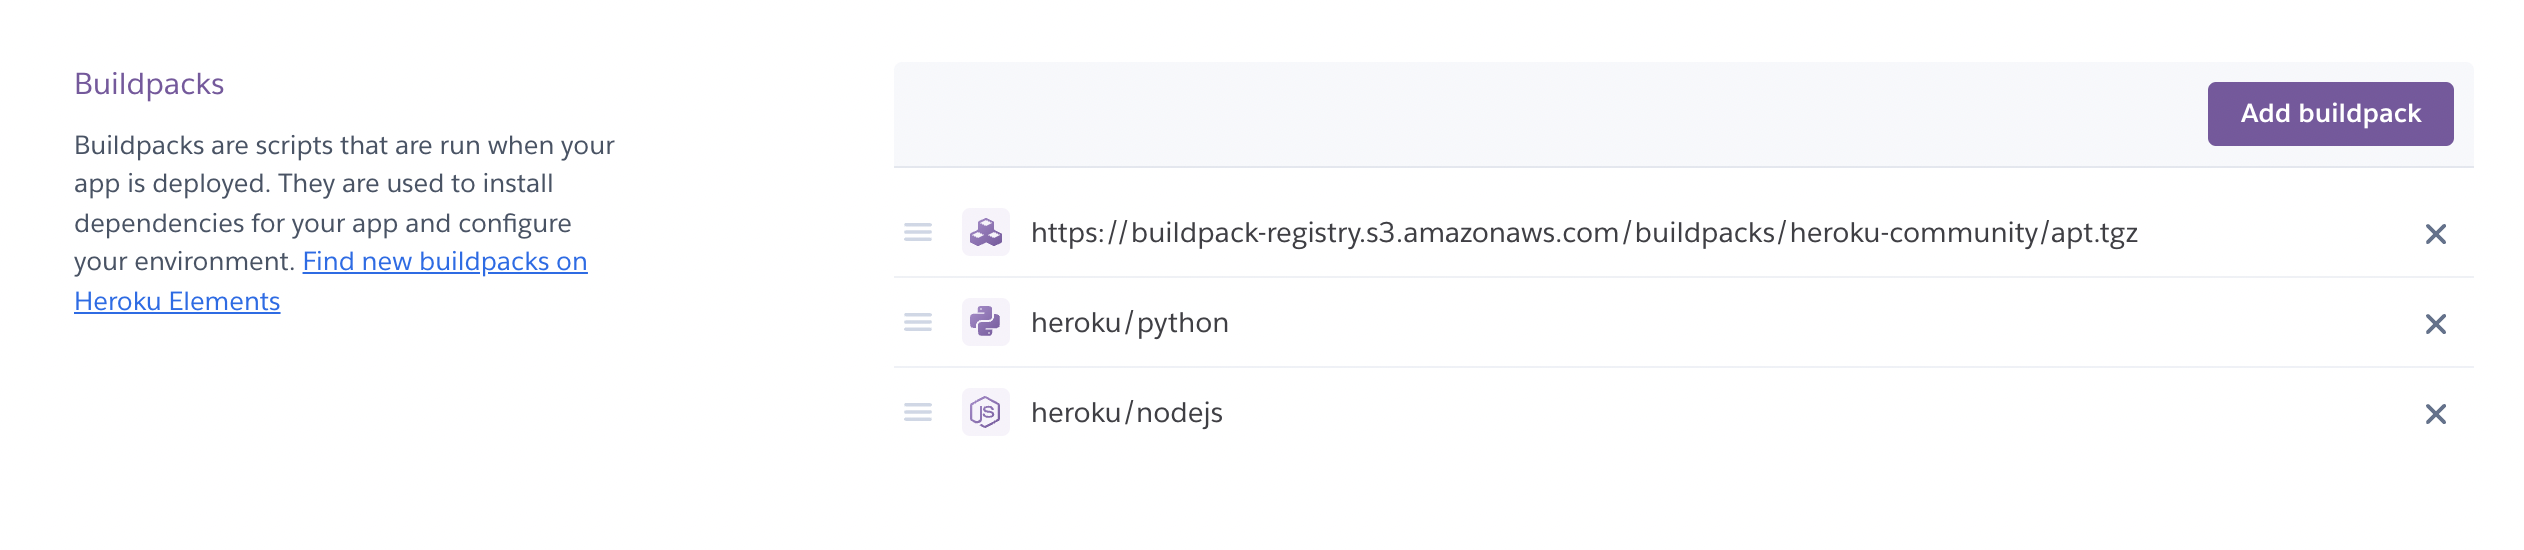 Buildpacks
Buildpacks are scripts that are run when your
app is deployed. They are used to install
dependencies for your app and configure
your environment. Find new buildpacks on
Heroku Elements
Add buildpack
https://buildpack-registry.s3.amazonaws.com/buildpacks/heroku-community/apt.tgz
heroku/python
heroku/nodejs